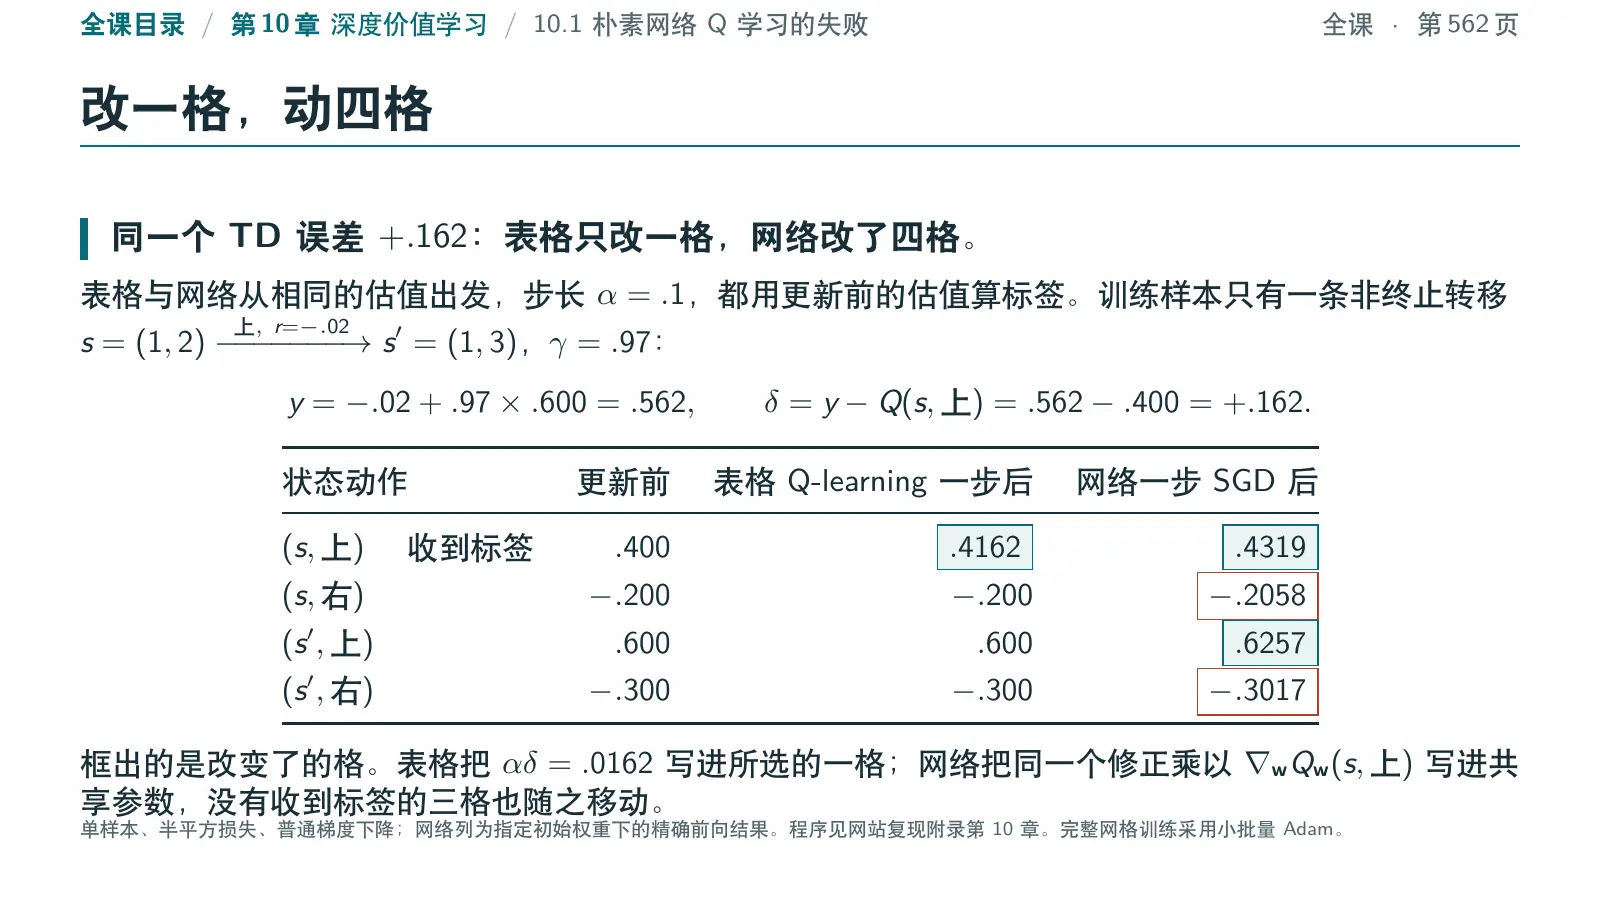 全课目录 / 第 10 章 深度价值学习 / 10.1 朴素网络 Q 学习的失败 全课 · 第 562 页
改一格，动四格
同一个 TD 误差 +.162：表格只改一格，网络改了四格。
表格与网络从相同的估值出发，步长 α = .1，都用更新前的估值算标签。训练样本只有一条非终止转移
s = (1, 2) —上, r=−.02→ s′ = (1, 3)，γ = .97：
y = −.02 + .97 × .600 = .562, δ = y − Q(s, 上) = .562 − .400 = +.162.
状态动作 更新前 表格 Q-learning 一步后 网络一步 SGD 后
(s, 上) 收到标签 .400 .4162 .4319
(s, 右) −.200 −.200 −.2058
(s′, 上) .600 .600 .6257
(s′, 右) −.300 −.300 −.3017
框出的是改变了的格。表格把 αδ = .0162 写进所选的一格；网络把同一个修正乘以 ∇wQw(s, 上) 写进共
享参数，没有收到标签的三格也随之移动。
单样本、半平方损失、普通梯度下降；网络列为指定初始权重下的精确前向结果。程序见网站复现附录第 10 章。完整网格训练采用小批量 Adam。